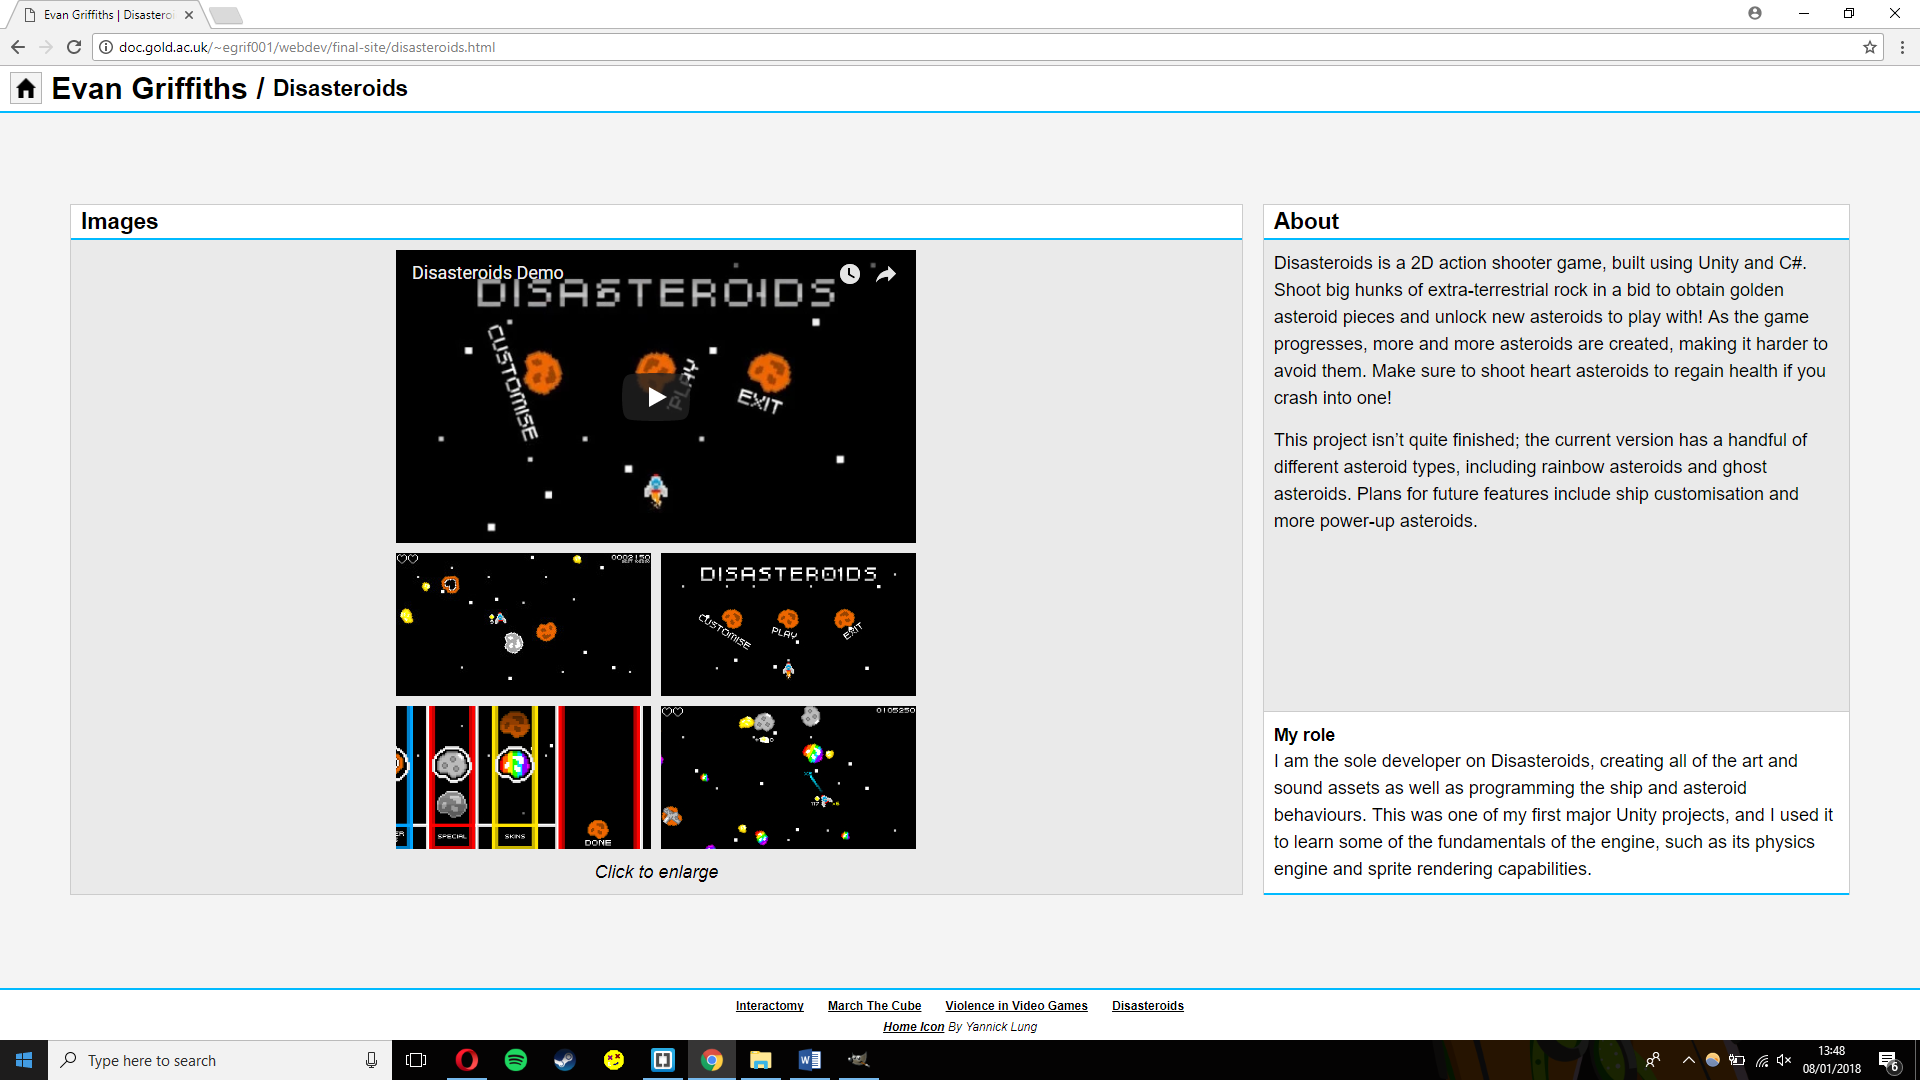 Evan Griffiths | Disastero
doc.gold.ac.uk/~egrif001/webdev/final-site/disasteroids.html
Evan Griffiths / Disasteroids
Images
Disasteroids Demo
DISASTEROIDS
CUSTOMISE
PLAY
EXIT
0002150
DISASTEROIDS
CUSTOMISE
PLAY
EXIT
SPECIAL
SKINS
DONE
0105250
Click to enlarge
About
Disasteroids is a 2D action shooter game, built using Unity and C#.
Shoot big hunks of extra-terrestrial rock in a bid to obtain golden
asteroid pieces and unlock new asteroids to play with! As the game
progresses, more and more asteroids are created, making it harder to
avoid them. Make sure to shoot heart asteroids to regain health if you
crash into one!
This project isn't quite finished; the current version has a handful of
different asteroid types, including rainbow asteroids and ghost
asteroids. Plans for future features include ship customisation and
more power-up asteroids.
My role
I am the sole developer on Disasteroids, creating all of the art and
sound assets as well as programming the ship and asteroid
behaviours. This was one of my first major Unity projects, and I used it
to learn some of the fundamentals of the engine, such as its physics
engine and sprite rendering capabilities.
Interactomy March The Cube Violence in Video Games Disasteroids
Home Icon By Yannick Lung
Type here to search
13:48
08/01/2018
6